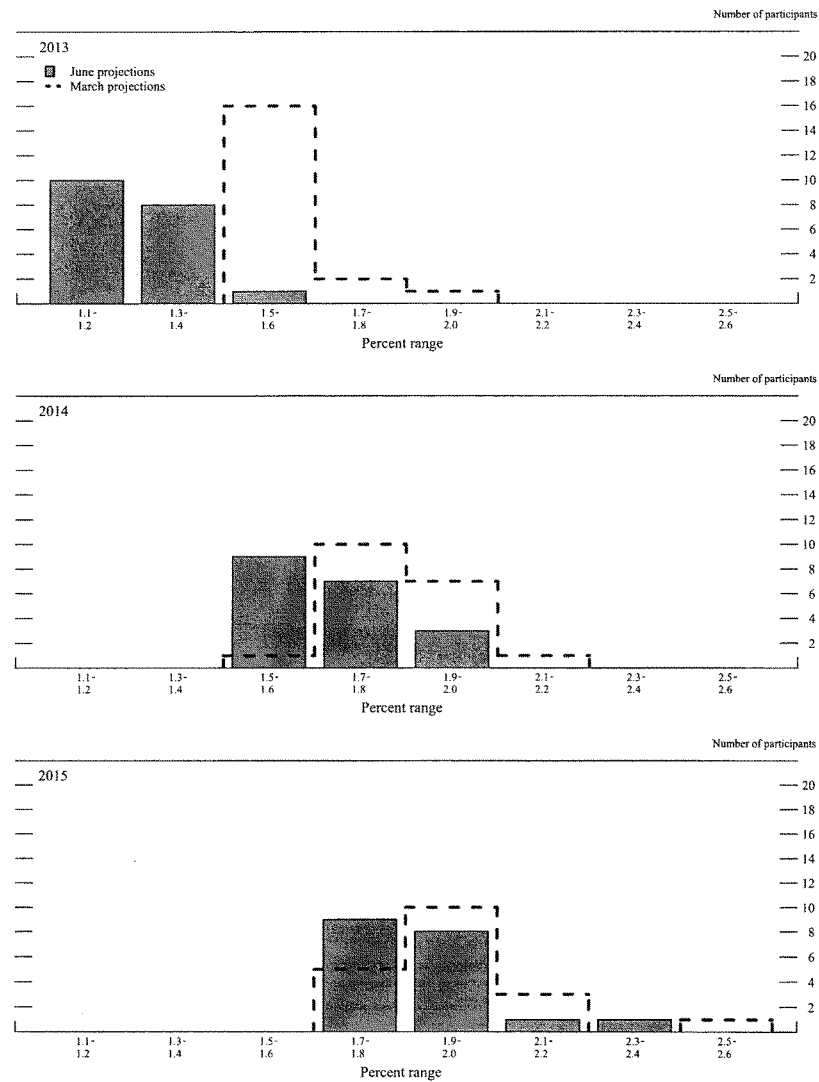 Number of participants
2013
June projections
March projections
20
18
16
14
12
10
8
6
4
2
1.1- 1.3- 1.5- 1.7- 1.9- 2.1- 2.3- 2.5-
1.2 1.4 1.6 1.8 2.0 2.2 2.4 2.6
Percent range
Number of participants
2014
20
18
16
14
12
10
8
6
4
2
1.1- 1.3- 1.5- 1.7- 1.9- 2.1- 2.3- 2.5-
1.2 1.4 1.6 1.8 2.0 2.2 2.4 2.6
Percent range
Number of participants
2015
20
18
16
14
12
10
8
6
4
2
1.1- 1.3- 1.5- 1.7- 1.9- 2.1- 2.3- 2.5-
1.2 1.4 1.6 1.8 2.0 2.2 2.4 2.6
Percent range